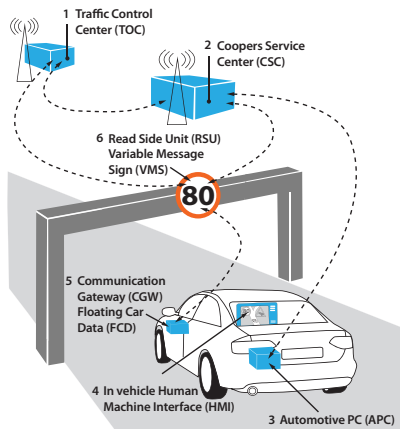 1 Traffic Control
Center (TOC)
2 Coopers Service
Center (CSC)
6 Read Side Unit (RSU)
Variable Message
Sign (VMS)
80
5 Communication
Gateway (CGW)
Floating Car
Data (FCD)
4 In vehicle Human
Machine Interface (HMI)
3 Automotive PC (APC)